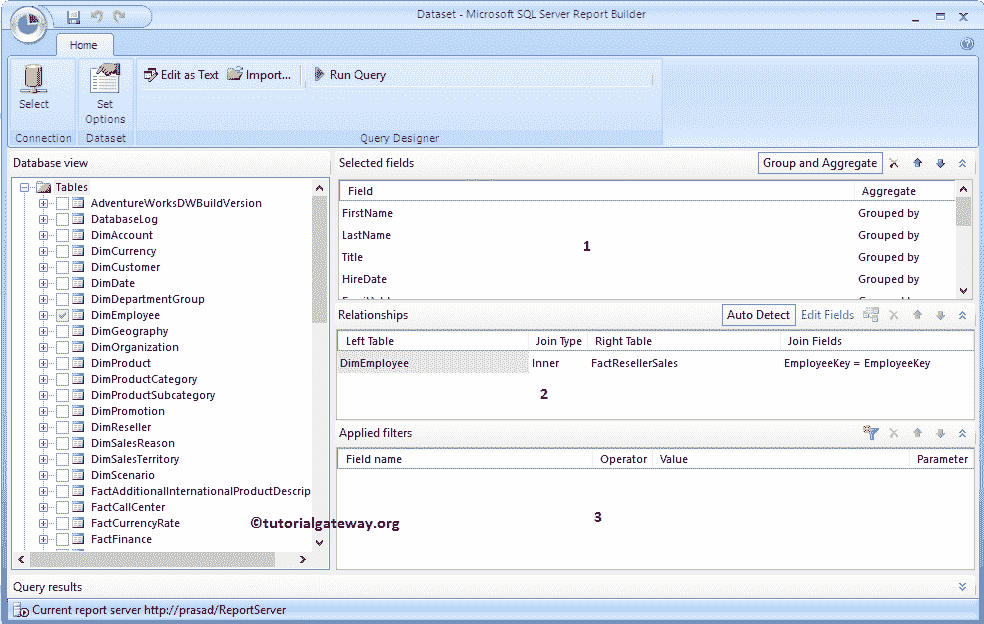 Dataset - Microsoft SQL Server Report Builder
Home
Edit as Text Import... Run Query
Select
Set
Options
Connection Dataset Query Designer
Database view
Tables
AdventureWorksDWBuildVersion
DatabaseLog
DimAccount
DimCurrency
DimCustomer
DimDate
DimDepartmentGroup
DimEmployee
DimGeography
DimOrganization
DimProduct
DimProductCategory
DimProductSubcategory
DimPromotion
DimReseller
DimSalesReason
DimSalesTerritory
DimScenario
FactAdditionalInternationalProductDescrip
FactCallCenter
FactCurrencyRate
FactFinance
Selected fields Group and Aggregate
Field Aggregate
FirstName Grouped by
LastName Grouped by
1
Title Grouped by
HireDate Grouped by
Relationships Auto Detect Edit Fields
Left Table Join Type Right Table Join Fields
DimEmployee Inner FactResellerSales EmployeeKey = EmployeeKey
2
Applied filters
Field name Operator Value Parameter
3
©tutorialgateway.org
Query results
Current report server http://prasad/ReportServer